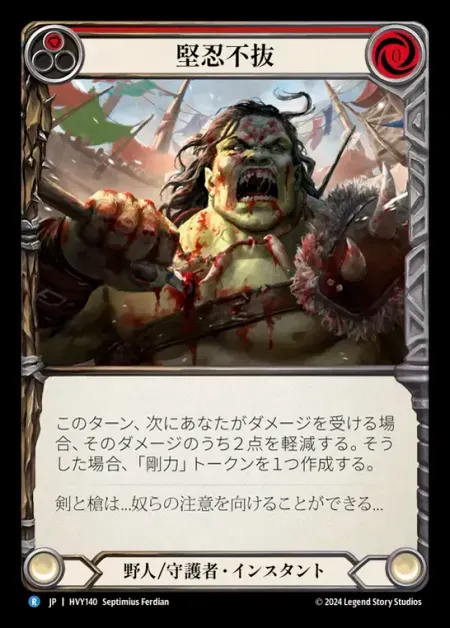 堅忍不抜
0
このターン、次にあなたがダメージを受ける場
合、そのダメージのうち2点を軽減する。そう
した場合、「剛力」トークンを1つ作成する。
剣と槍は...奴らの注意を向けることができる...
野人/守護者・インスタント
R JP | HVY140 Septimius Ferdian
© 2024 Legend Story Studios